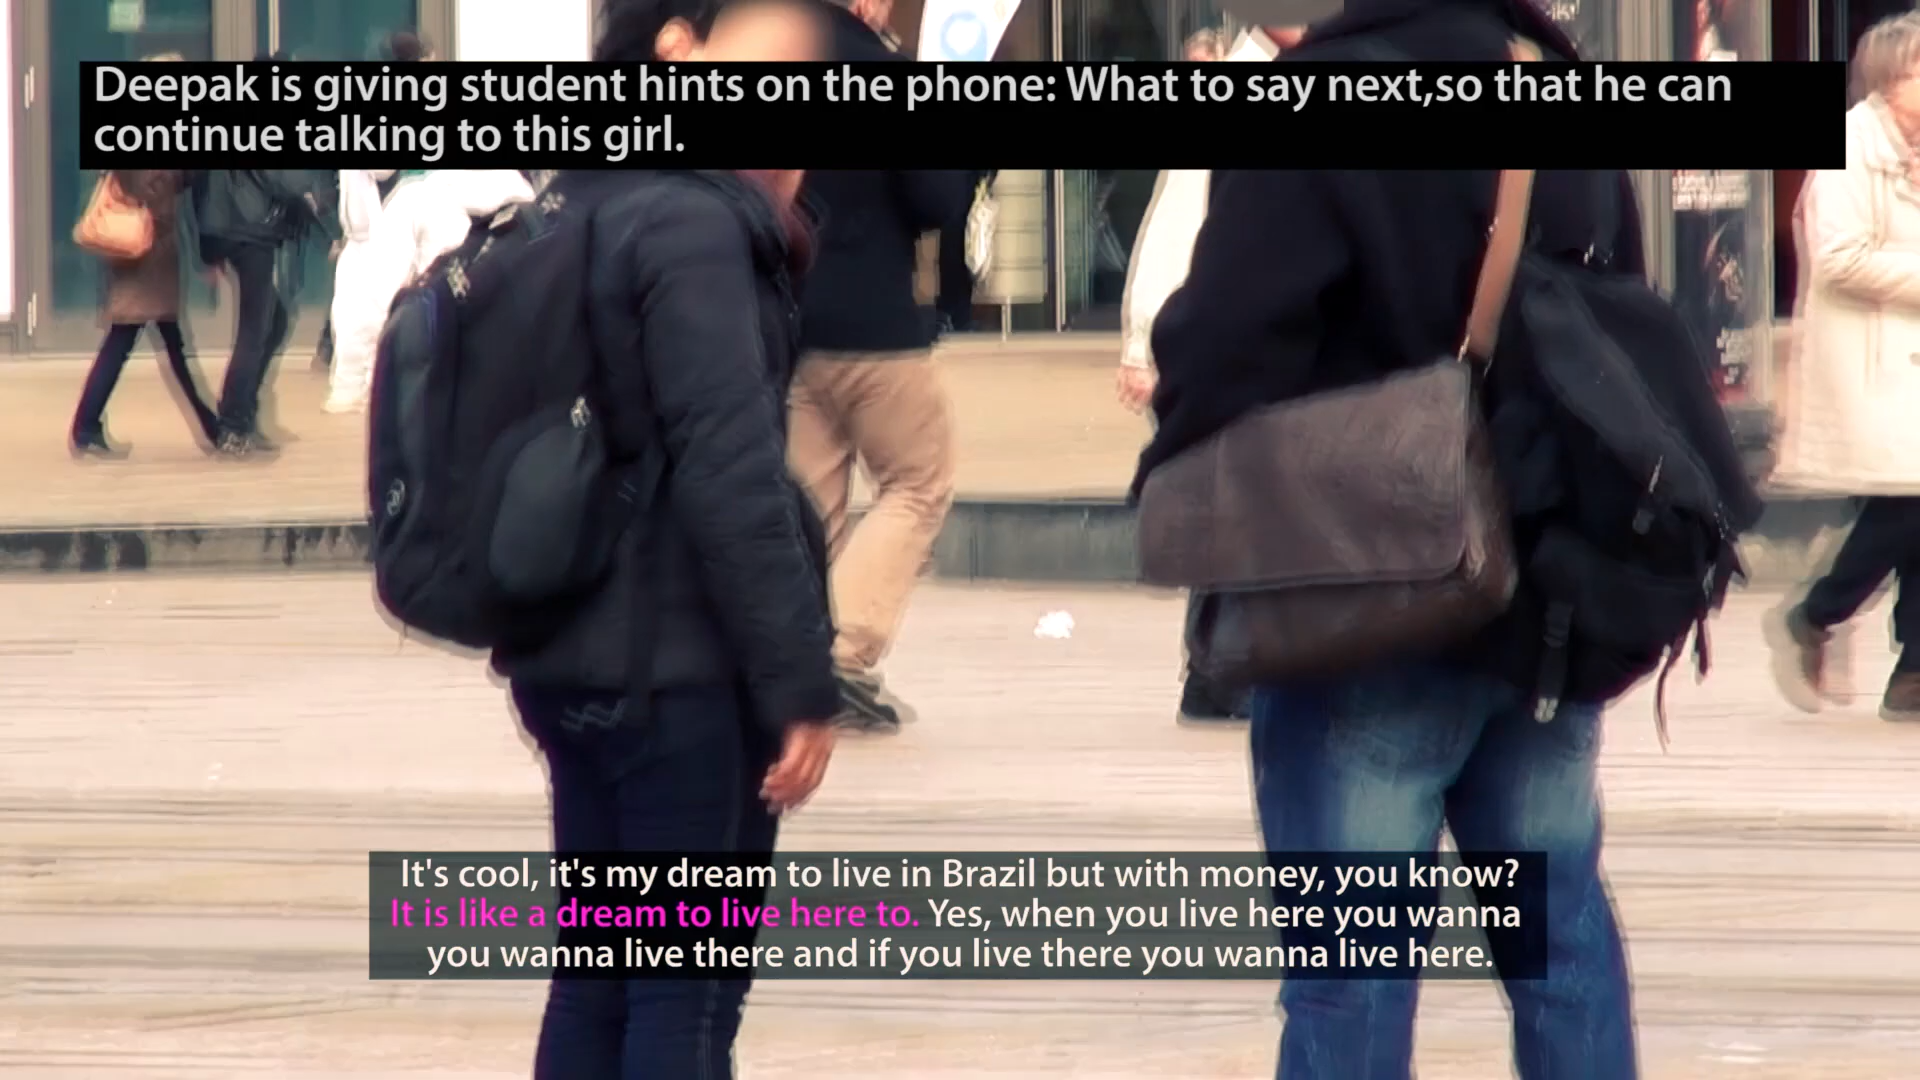 Deepak is giving student hints on the phone: What to say next,so that he can
continue talking to this girl.
It's cool, it's my dream to live in Brazil but with money, you know?
It is like a dream to live here to. Yes, when you live here you wanna
you wanna live there and if you live there you wanna live here.